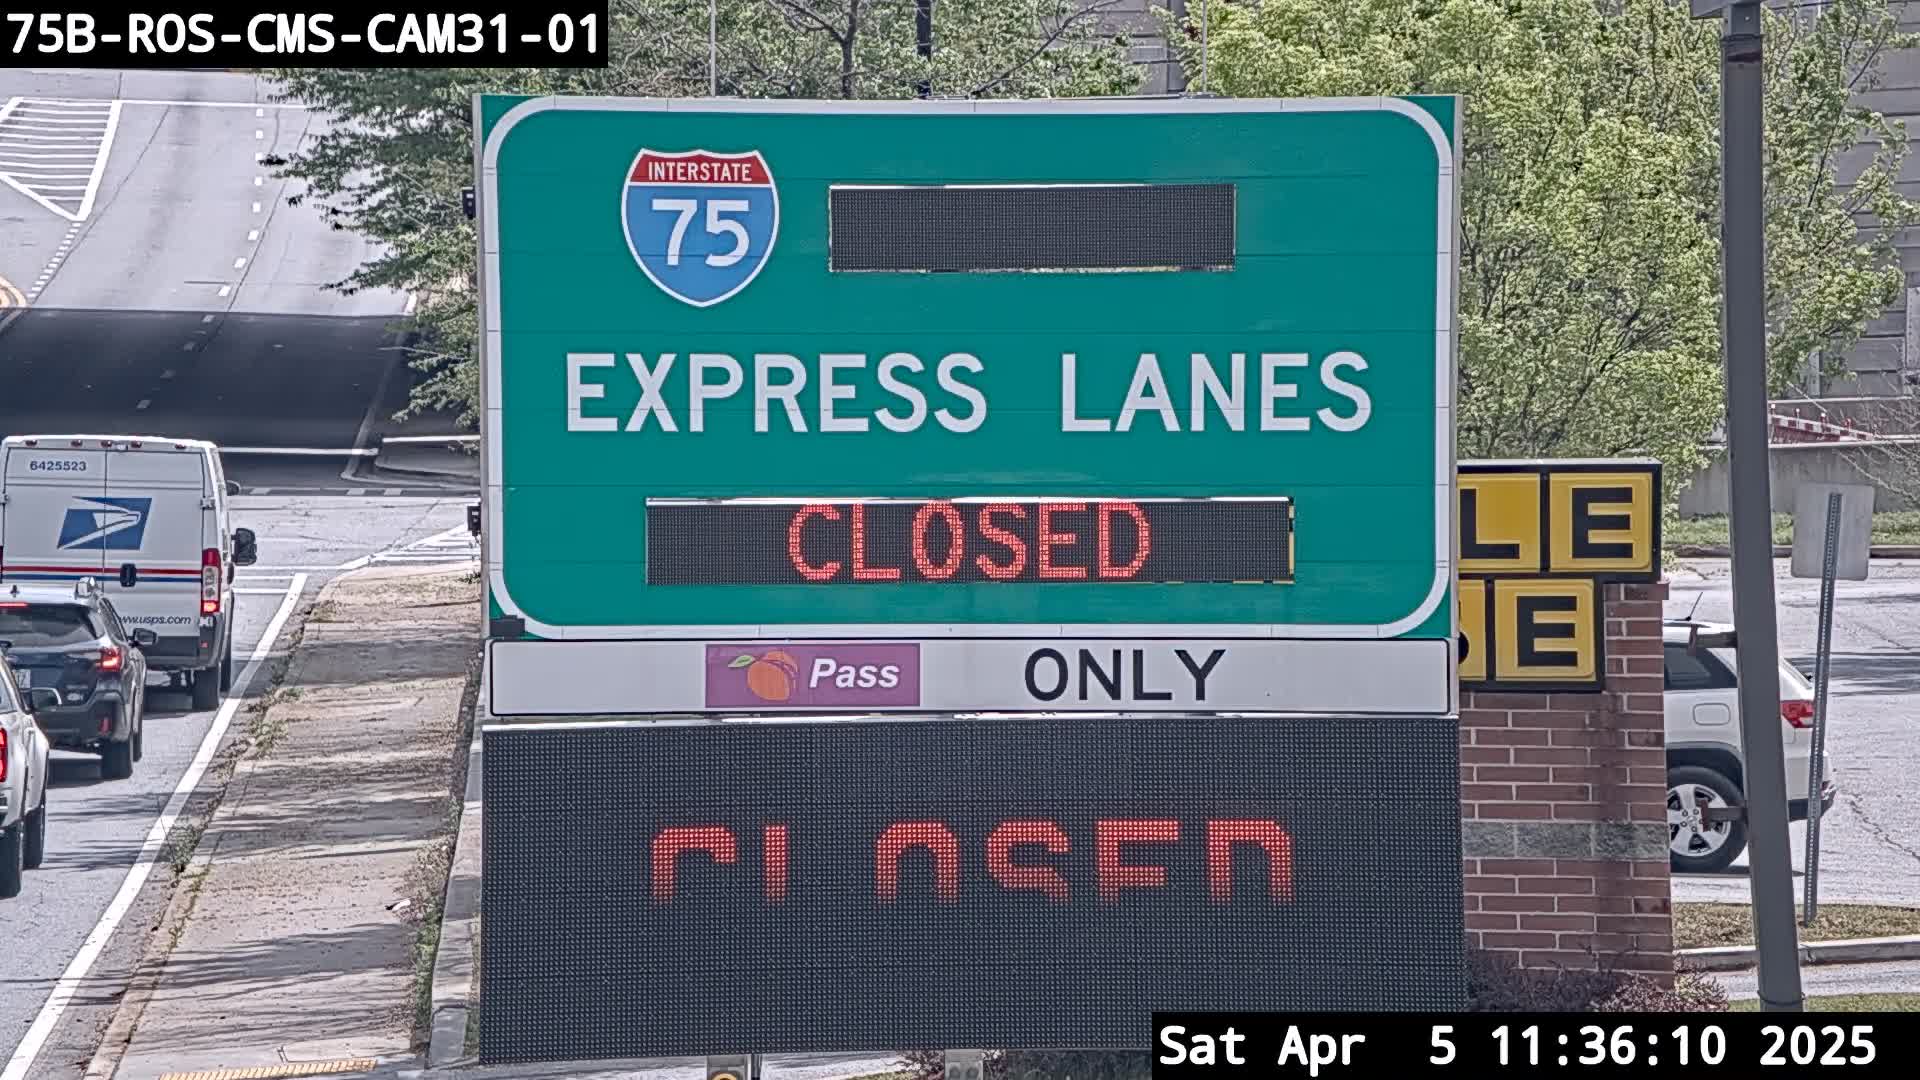 75B-ROS-CMS-CAM31-01
INTERSTATE
75
EXPRESS LANES
CLOSED
Pass ONLY
CLOSED
6425523
www.usps.com
LE
E
Sat Apr 5 11:36:10 2025